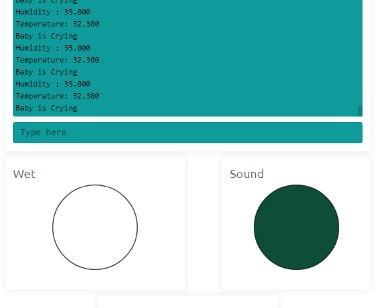 Baby is Crying
Humidity : 35.000
Temperature: 32.300
Baby is Crying
Humidity : 35.000
Temperature: 32.300
Baby is Crying
Humidity : 35.000
Temperature: 32.300
Baby is Crying
Type here
Wet
Sound